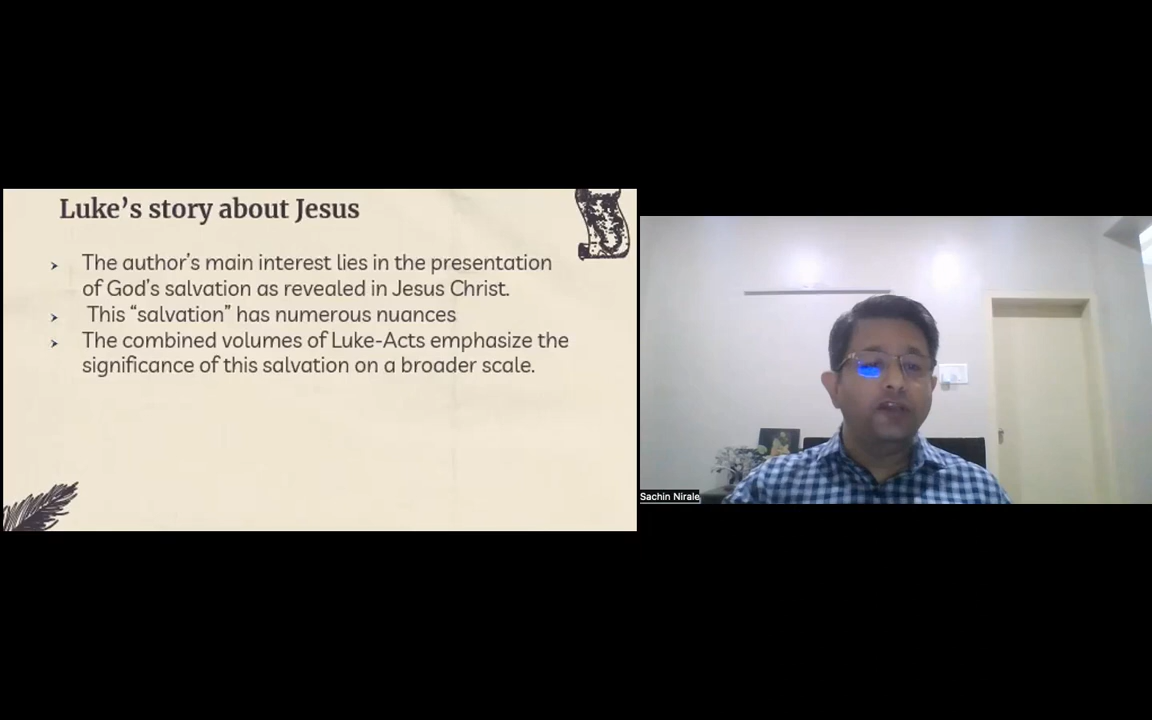 Luke’s story about Jesus
➤ The author’s main interest lies in the presentation
of God’s salvation as revealed in Jesus Christ.
➤ This “salvation” has numerous nuances
➤ The combined volumes of Luke-Acts emphasize the
significance of this salvation on a broader scale.
Sachin Nirale